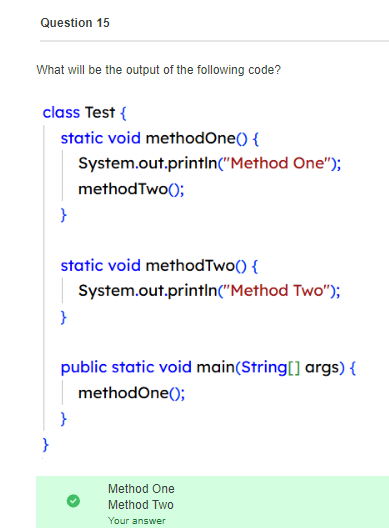 Question 15
What will be the output of the following code?
class Test {
static void methodOne() {
System.out.println("Method One");
methodTwo();
}
static void methodTwo() {
System.out.println("Method Two");
}
public static void main(String[] args) {
methodOne();
}
}
Method One
Method Two
Your answer